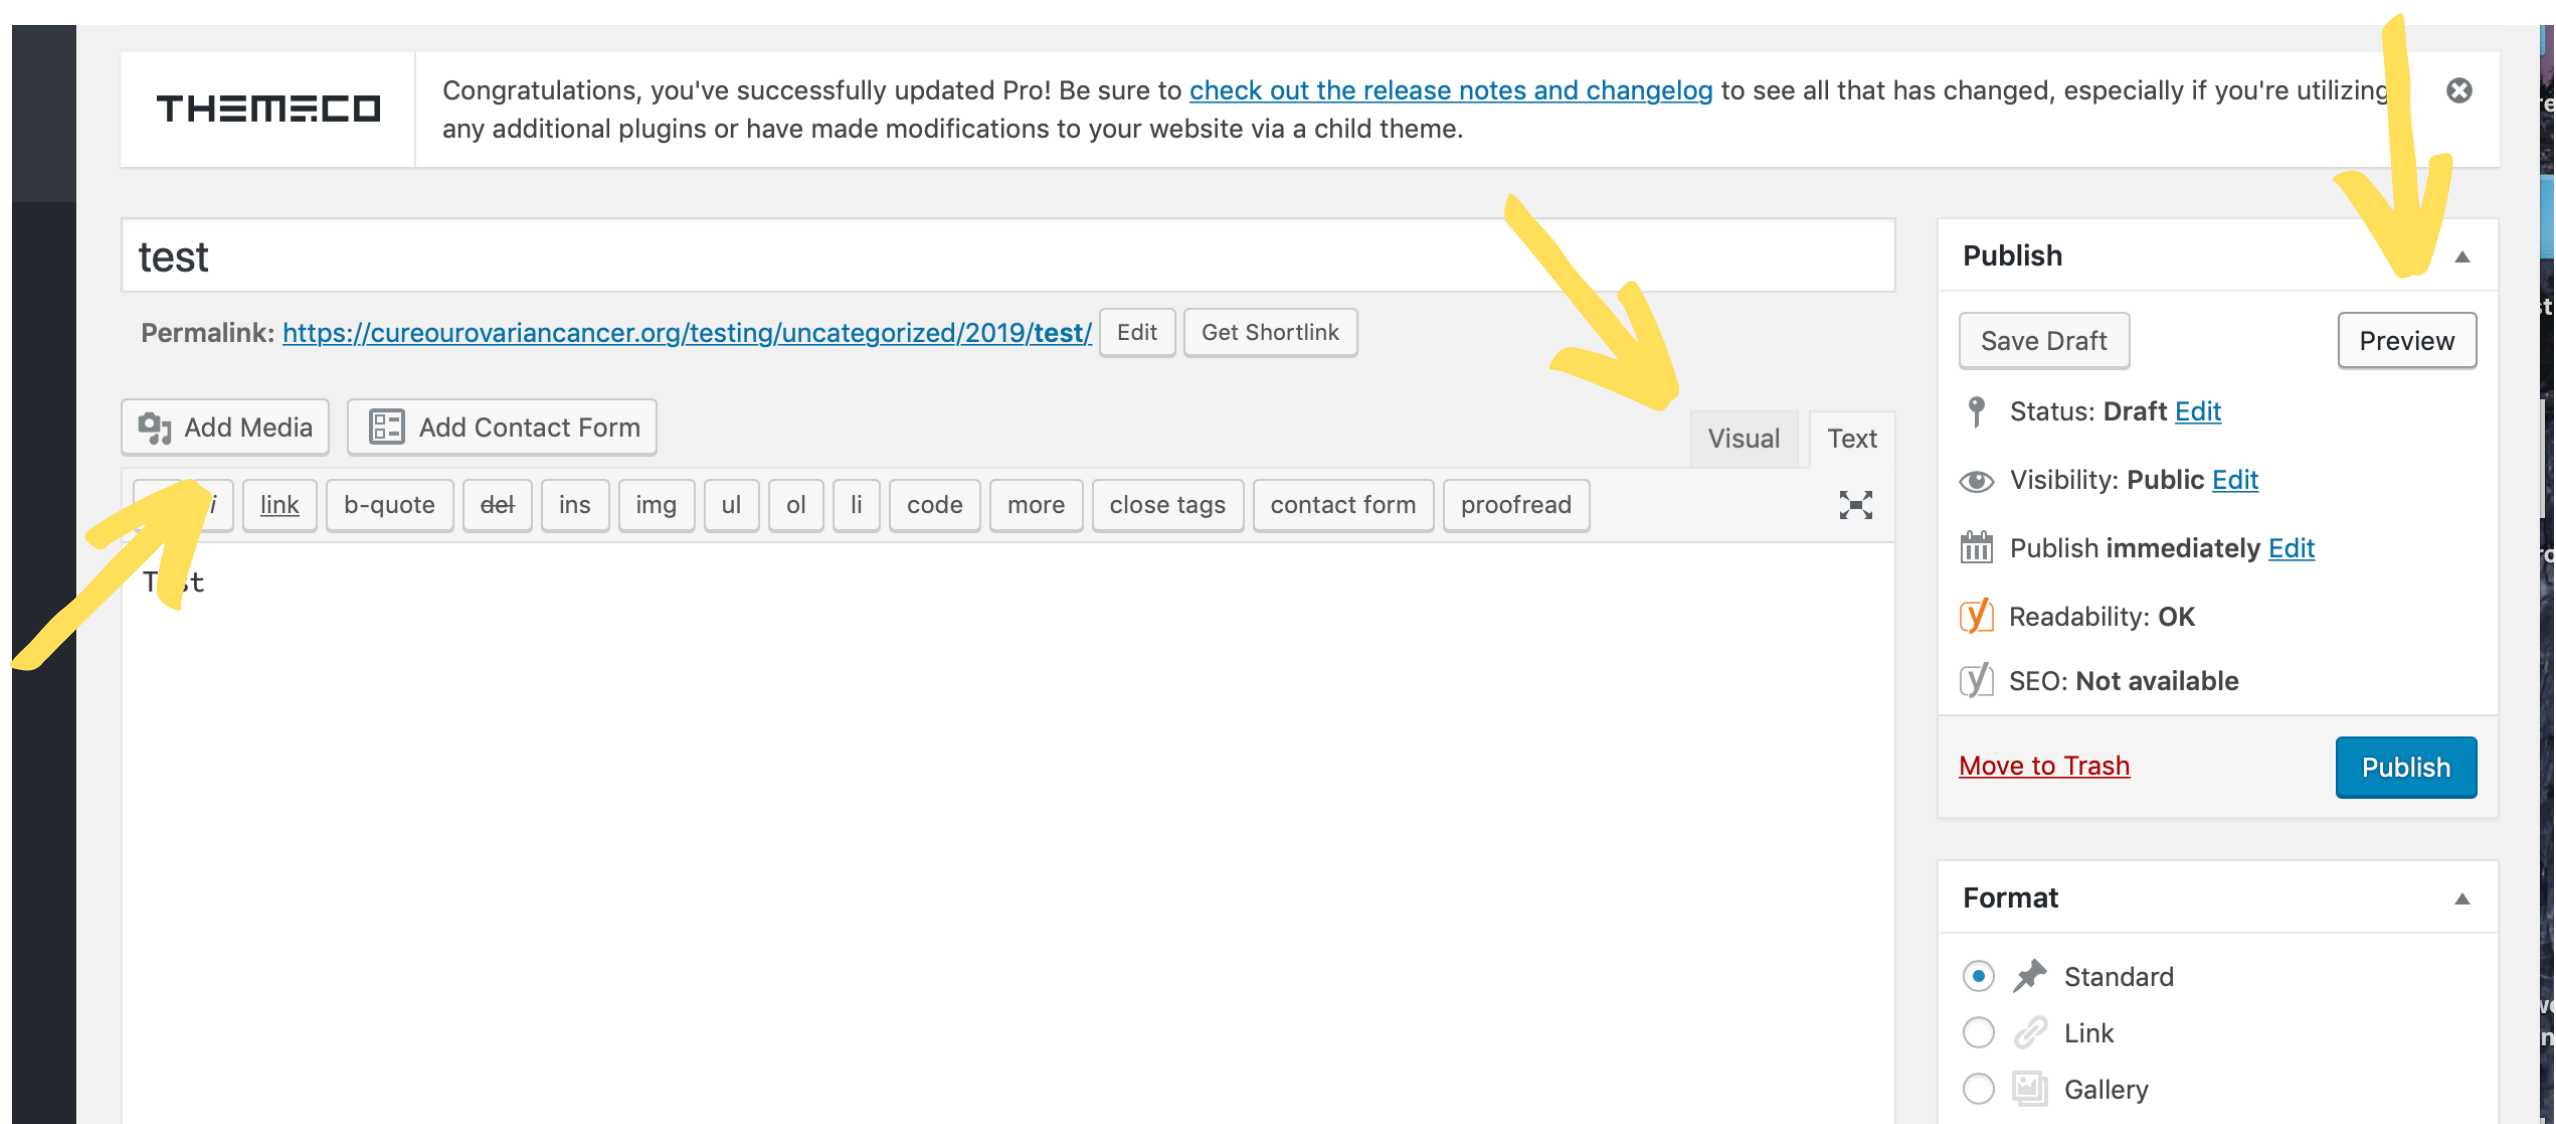 THEMECO
Congratulations, you've successfully updated Pro! Be sure to check out the release notes and changelog to see all that has changed, especially if you're utilizing
any additional plugins or have made modifications to your website via a child theme.
test
Permalink: https://cureourovariancancer.org/testing/uncategorized/2019/test/ Edit Get Shortlink
Add Media Add Contact Form
Visual Text
i link b-quote del ins img ul ol li code more close tags contact form proofread
Publish
Save Draft Preview
Status: Draft Edit
Visibility: Public Edit
Publish immediately Edit
Readability: OK
SEO: Not available
Move to Trash Publish
Format
Standard
Link
Gallery